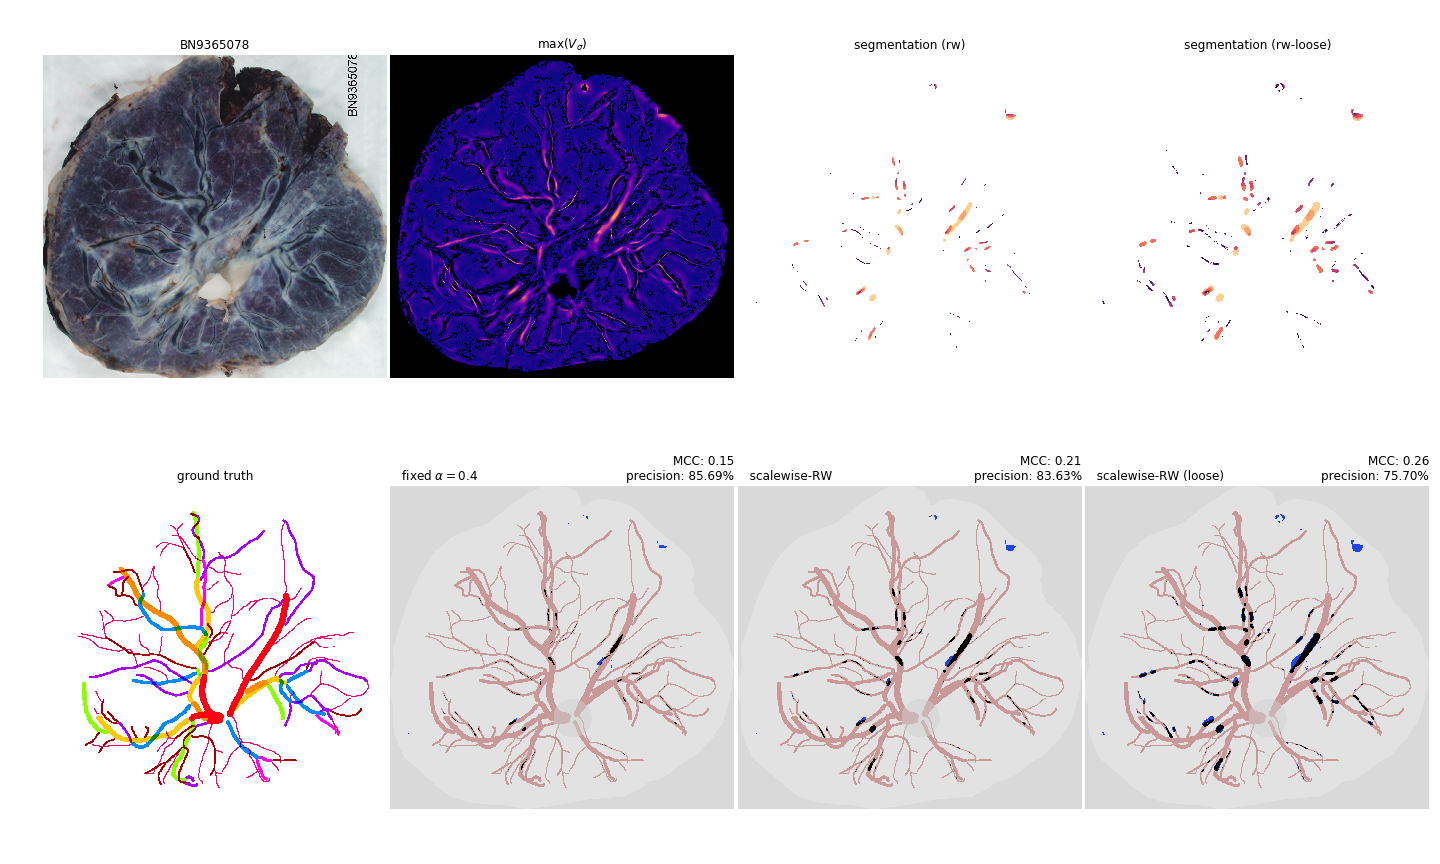 BN9365078
max(V_σ)
segmentation (rw)
segmentation (rw-loose)
BN9365078
ground truth
fixed α = 0.4
MCC: 0.15
precision: 85.69%
scalewise-RW
MCC: 0.21
precision: 83.63%
scalewise-RW (loose)
MCC: 0.26
precision: 75.70%